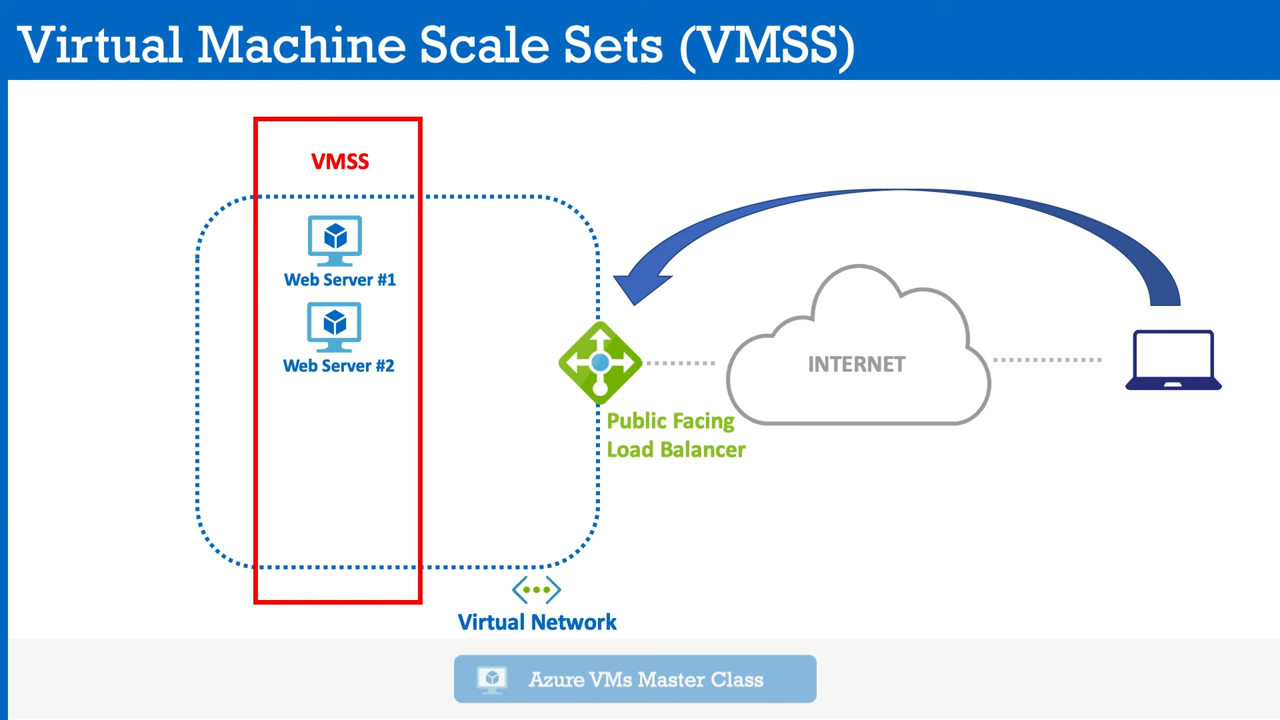 Virtual Machine Scale Sets (VMSS)
VMSS
Web Server #1
Web Server #2
INTERNET
Public Facing
Load Balancer
Virtual Network
Azure VMs Master Class